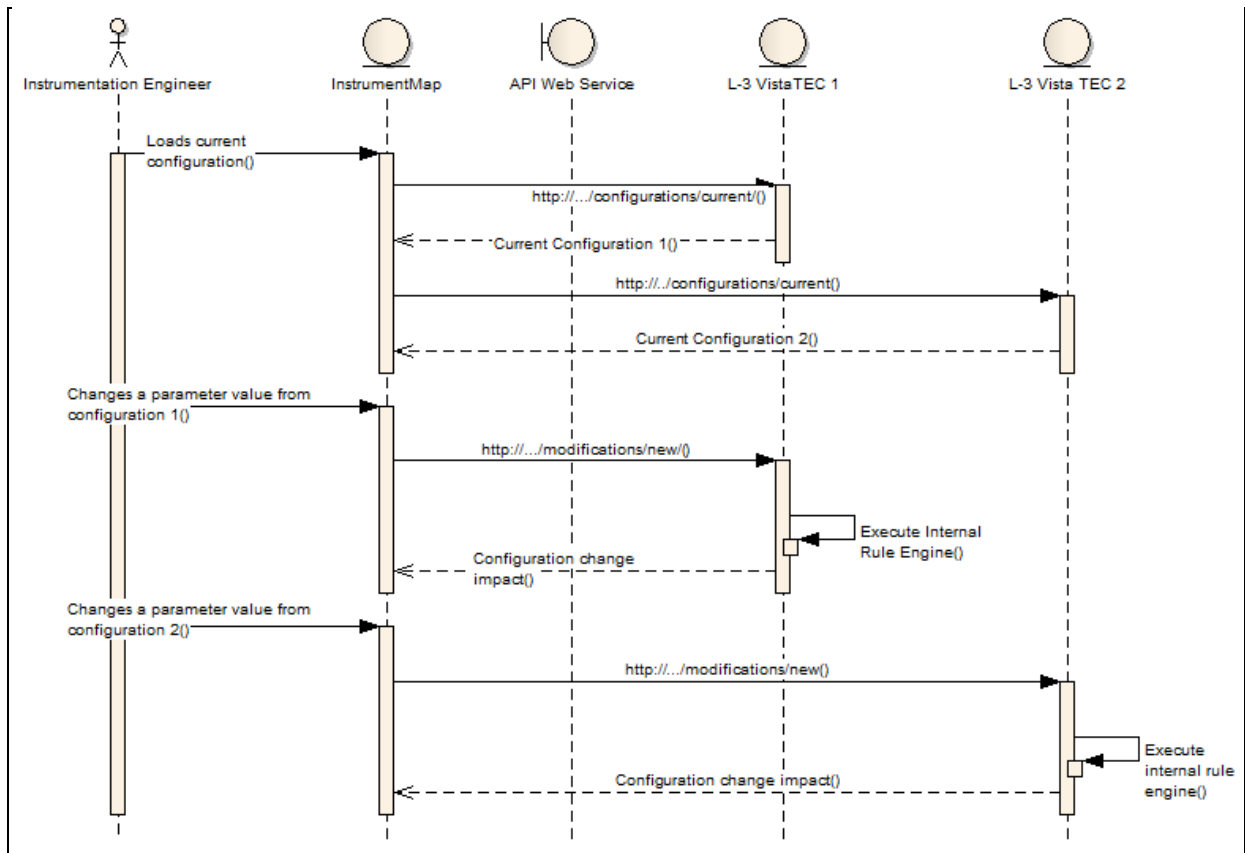 Instrumentation Engineer
InstrumentMap
API Web Service
L-3 VistaTEC 1
L-3 Vista TEC 2
Loads current
configuration()
http://.../configurations/current/()
Current Configuration 1()
http://../configurations/current()
Current Configuration 2()
Changes a parameter value from
configuration 1()
http://.../modifications/new/()
Execute Internal
Rule Engine()
Configuration change
impact()
Changes a parameter value from
configuration 2()
http://.../modifications/new()
Execute
internal rule
engine()
Configuration change impact()